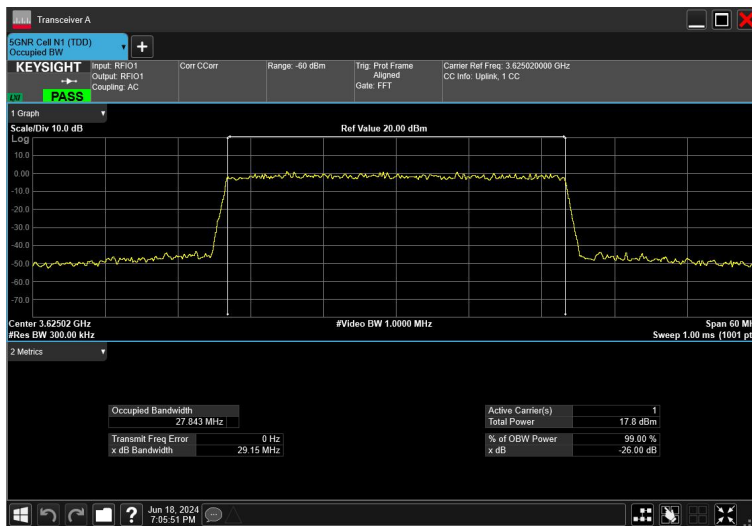 Transceiver A
5GNR Cell N1 (TDD)
Occupied BW
KEYSIGHT
Input: RFIO1
Output: RFIO1
Coupling: AC
Corr CCorr
Range: -60 dBm
Trig: Prot Frame
Aligned
Gate: FFT
Carrier Ref Freq: 3.625020000 GHz
CC Info: Uplink, 1 CC
LXI
PASS
1 Graph
Scale/Div 10.0 dB
Ref Value 20.00 dBm
Log
10.0
0.00
-10.0
-20.0
-30.0
-40.0
-50.0
-60.0
-70.0
Center 3.62502 GHz
#Video BW 1.0000 MHz
Span 60 MH
#Res BW 300.00 kHz
Sweep 1.00 ms (1001 pt
2 Metrics
Occupied Bandwidth
27.843 MHz
Active Carrier(s) 1
Total Power 17.8 dBm
Transmit Freq Error 0 Hz
x dB Bandwidth 29.15 MHz
% of OBW Power 99.00 %
x dB -26.00 dB
Jun 18, 2024
7:05:51 PM